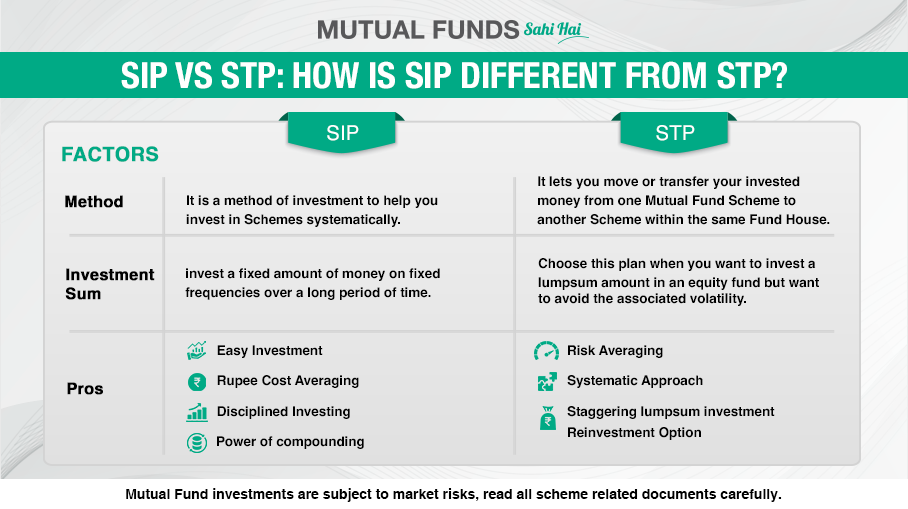 MUTUAL FUNDS Sahi Hai
SIP VS STP: HOW IS SIP DIFFERENT FROM STP?
SIP
STP
FACTORS
Method
It is a method of investment to help you
invest in Schemes systematically.
It lets you move or transfer your invested
money from one Mutual Fund Scheme to
another Scheme within the same Fund House.
Investment
Sum
invest a fixed amount of money on fixed
frequencies over a long period of time.
Choose this plan when you want to invest a
lumpsum amount in an equity fund but want
to avoid the associated volatility.
Pros
Easy Investment
Rupee Cost Averaging
Disciplined Investing
Power of compounding
Risk Averaging
Systematic Approach
Staggering lumpsum investment
Reinvestment Option
Mutual Fund investments are subject to market risks, read all scheme related documents carefully.